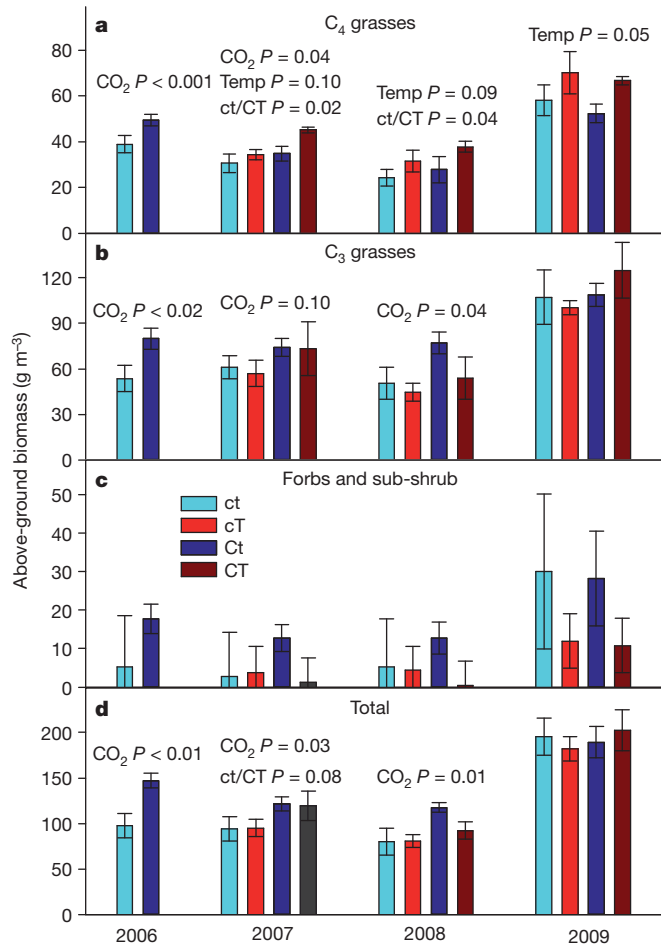 a
C₄ grasses
CO₂ P < 0.001
CO₂ P = 0.04
Temp P = 0.10
ct/CT P = 0.02
Temp P = 0.09
ct/CT P = 0.04
Temp P = 0.05
80
60
40
20
0
b
C₃ grasses
CO₂ P < 0.02
CO₂ P = 0.10
CO₂ P = 0.04
120
90
60
30
0
c
Forbs and sub-shrub
ct
cT
Ct
CT
50
40
30
20
10
0
d
Total
CO₂ P < 0.01
CO₂ P = 0.03
ct/CT P = 0.08
CO₂ P = 0.01
200
150
100
50
0
Above-ground biomass (g m⁻³)
2006 2007 2008 2009